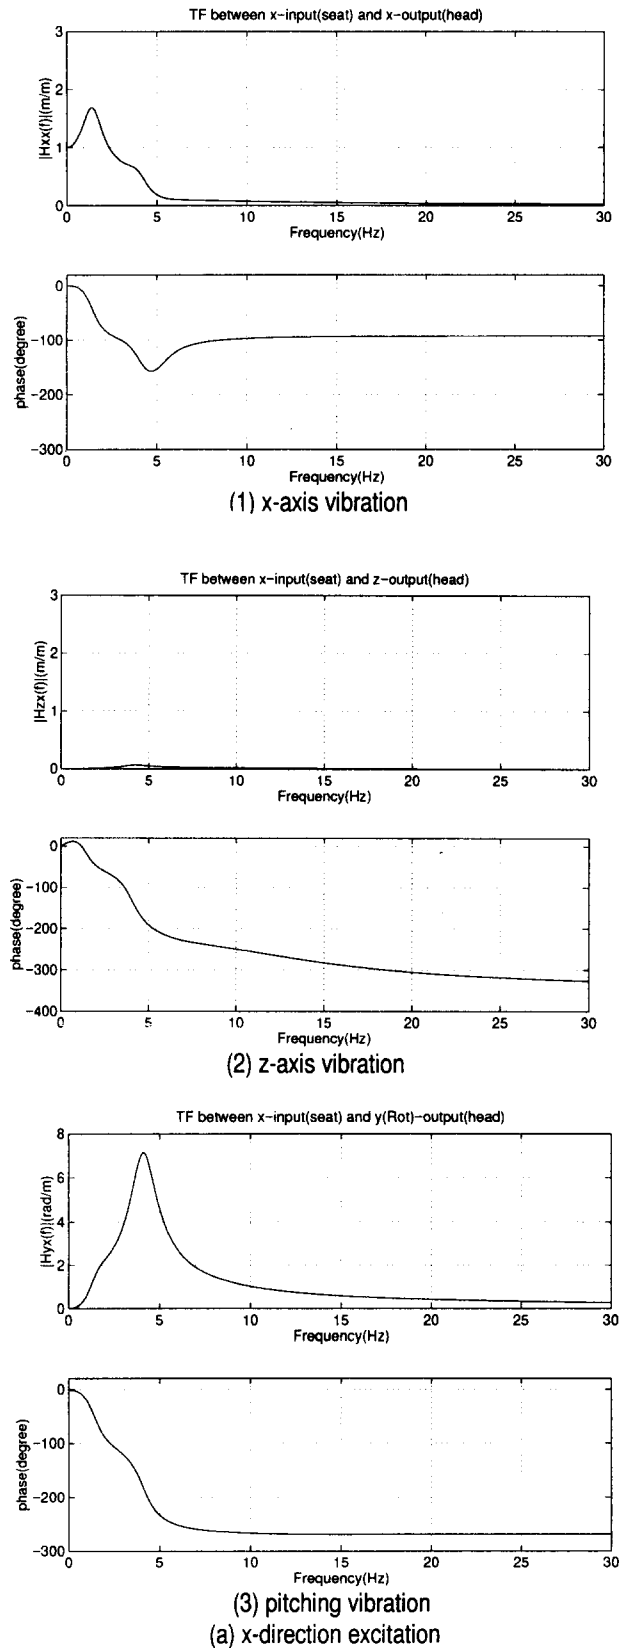 TF between x-input(seat) and x-output(head)
3
2
1
0
|Hxx(f)|(m/m)
0 5 10 15 20 25 30
Frequency(Hz)
0
-100
-200
-300
phase(degree)
0 5 10 15 20 25 30
Frequency(Hz)
(1) x-axis vibration
TF between x-input(seat) and z-output(head)
3
2
1
0
|Hzx(f)|(m/m)
0 5 10 15 20 25 30
Frequency(Hz)
0
-100
-200
-300
-400
phase(degree)
0 5 10 15 20 25 30
Frequency(Hz)
(2) z-axis vibration
TF between x-input(seat) and y(Rot)-output(head)
8
6
4
2
0
|Hyx(f)|(rad/m)
0 5 10 15 20 25 30
Frequency(Hz)
0
-100
-200
-300
phase(degree)
0 5 10 15 20 25 30
Frequency(Hz)
(3) pitching vibration
(a) x-direction excitation